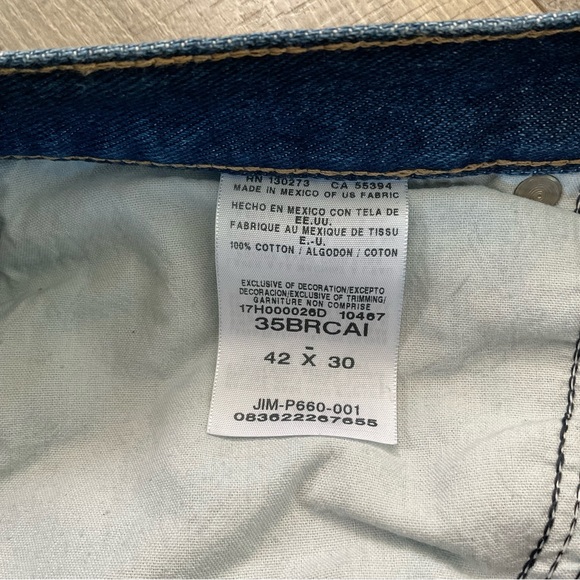 RN 130273 CA 55394
MADE IN MEXICO OF US FABRIC
HECHO EN MEXICO CON TELA DE
EE.UU.
FABRIQUE AU MEXIQUE DE TISSU
E.-U.
100% COTTON / ALGODON / COTON
EXCLUSIVE OF DECORATION/EXCEPTO
DECORACION/EXCLUSIVE OF TRIMMING/
GARNITURE NON COMPRISE
17H000026D 10467
35BRCAI
-
42 X 30
JIM-P660-001
083622267655